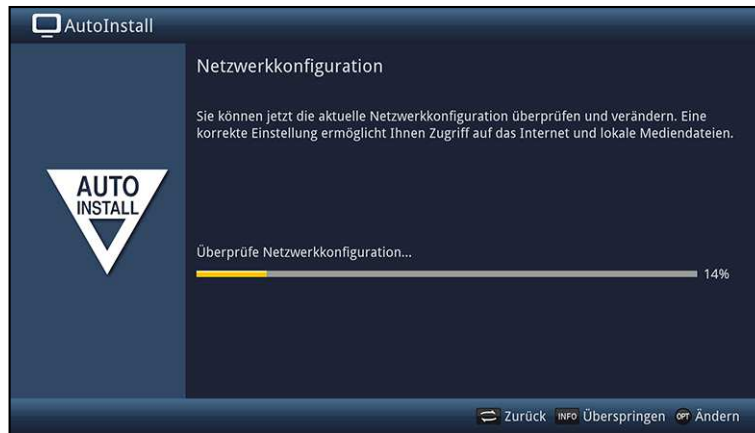 AutoInstall
Netzwerkkonfiguration
Sie können jetzt die aktuelle Netzwerkkonfiguration überprüfen und verändern. Eine
korrekte Einstellung ermöglicht Ihnen Zugriff auf das Internet und lokale Mediendateien.
AUTO
INSTALL
Überprüfe Netzwerkkonfiguration...
14%
Zurück INFO Überspringen OPT Ändern